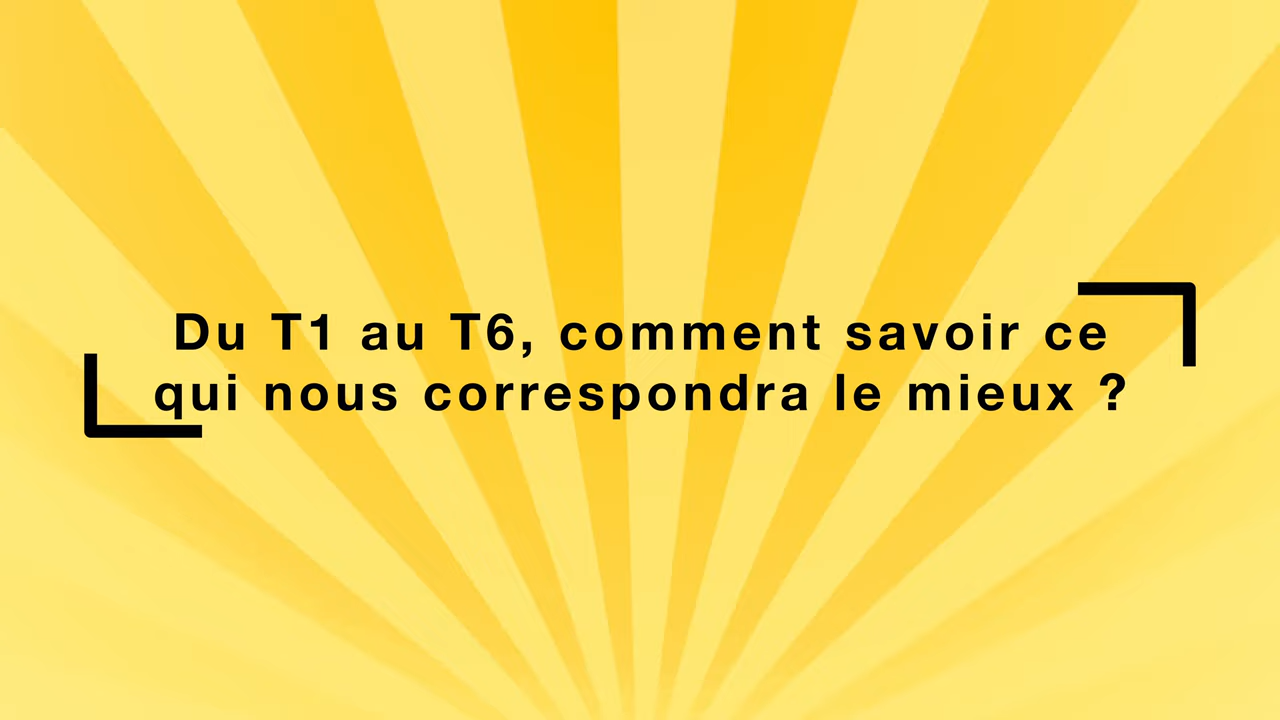 Du T1 au T6, comment savoir ce
qui nous correspondra le mieux ?